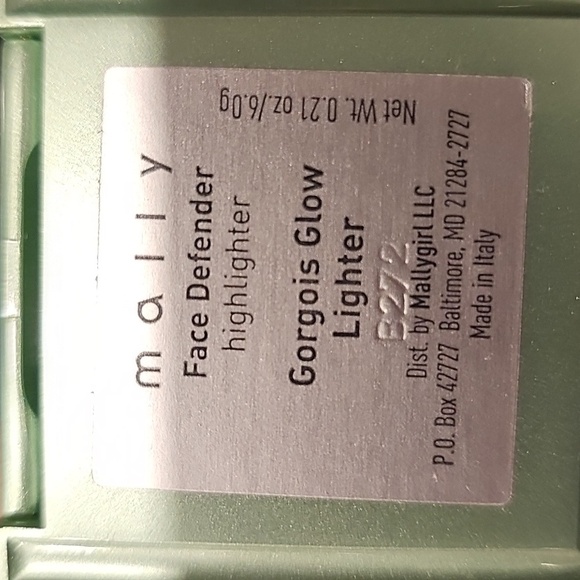 mally
Face Defender
highlighter
Gorgois Glow
Lighter
B272
Dist. by Mallygirl LLC
P.O. Box 42727 Baltimore, MD 21284-2727
Made in Italy
Net Wt. 0.21 oz./6.0g